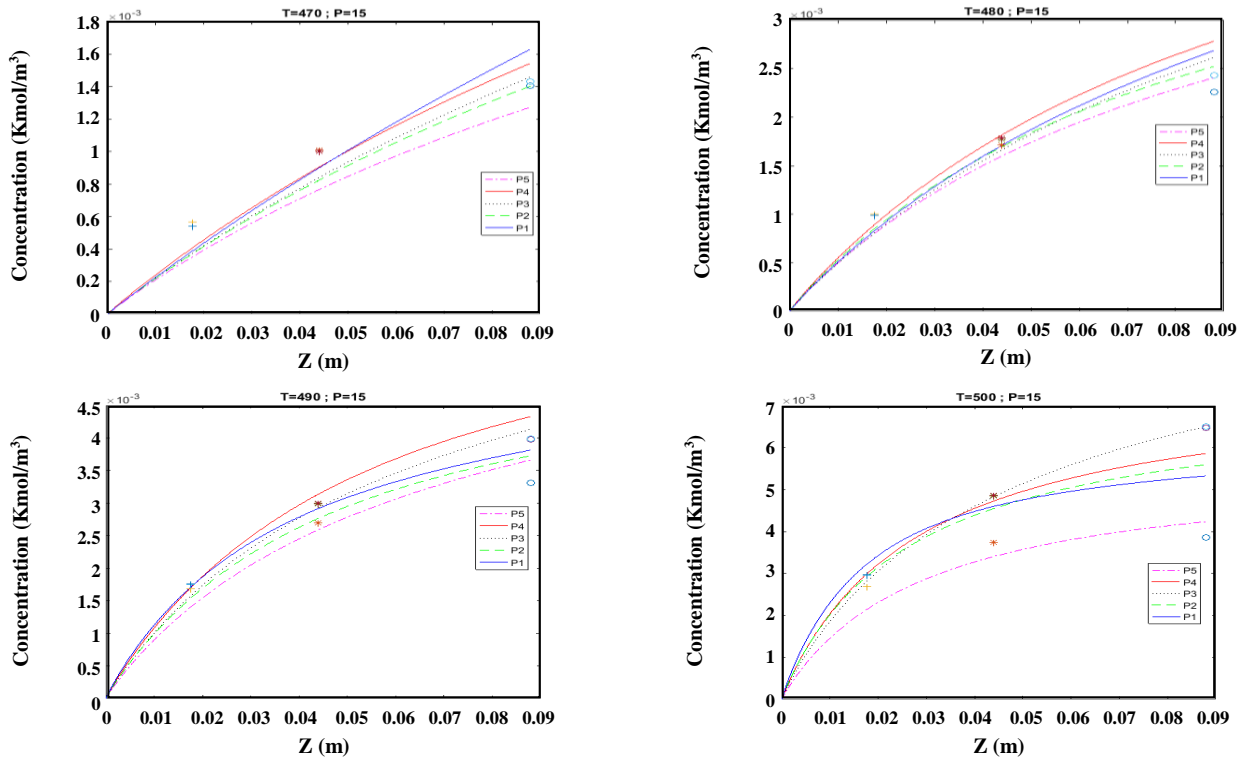 T=470 ; P=15
×10⁻³
Concentration (Kmol/m³)
1.8
1.6
1.4
1.2
1
0.8
0.6
0.4
0.2
0
P5
P4
P3
P2
P1
0 0.01 0.02 0.03 0.04 0.05 0.06 0.07 0.08 0.09
Z (m)
T=480 ; P=15
×10⁻³
Concentration (Kmol/m³)
3
2.5
2
1.5
1
0.5
0
P5
P4
P3
P2
P1
0 0.01 0.02 0.03 0.04 0.05 0.06 0.07 0.08 0.09
Z (m)
T=490 ; P=15
×10⁻³
Concentration (Kmol/m³)
4.5
4
3.5
3
2.5
2
1.5
1
0.5
0
P5
P4
P3
P2
P1
0 0.01 0.02 0.03 0.04 0.05 0.06 0.07 0.08 0.09
Z (m)
T=500 ; P=15
×10⁻³
Concentration (Kmol/m³)
7
6
5
4
3
2
1
0
P5
P4
P3
P2
P1
0 0.01 0.02 0.03 0.04 0.05 0.06 0.07 0.08 0.09
Z (m)